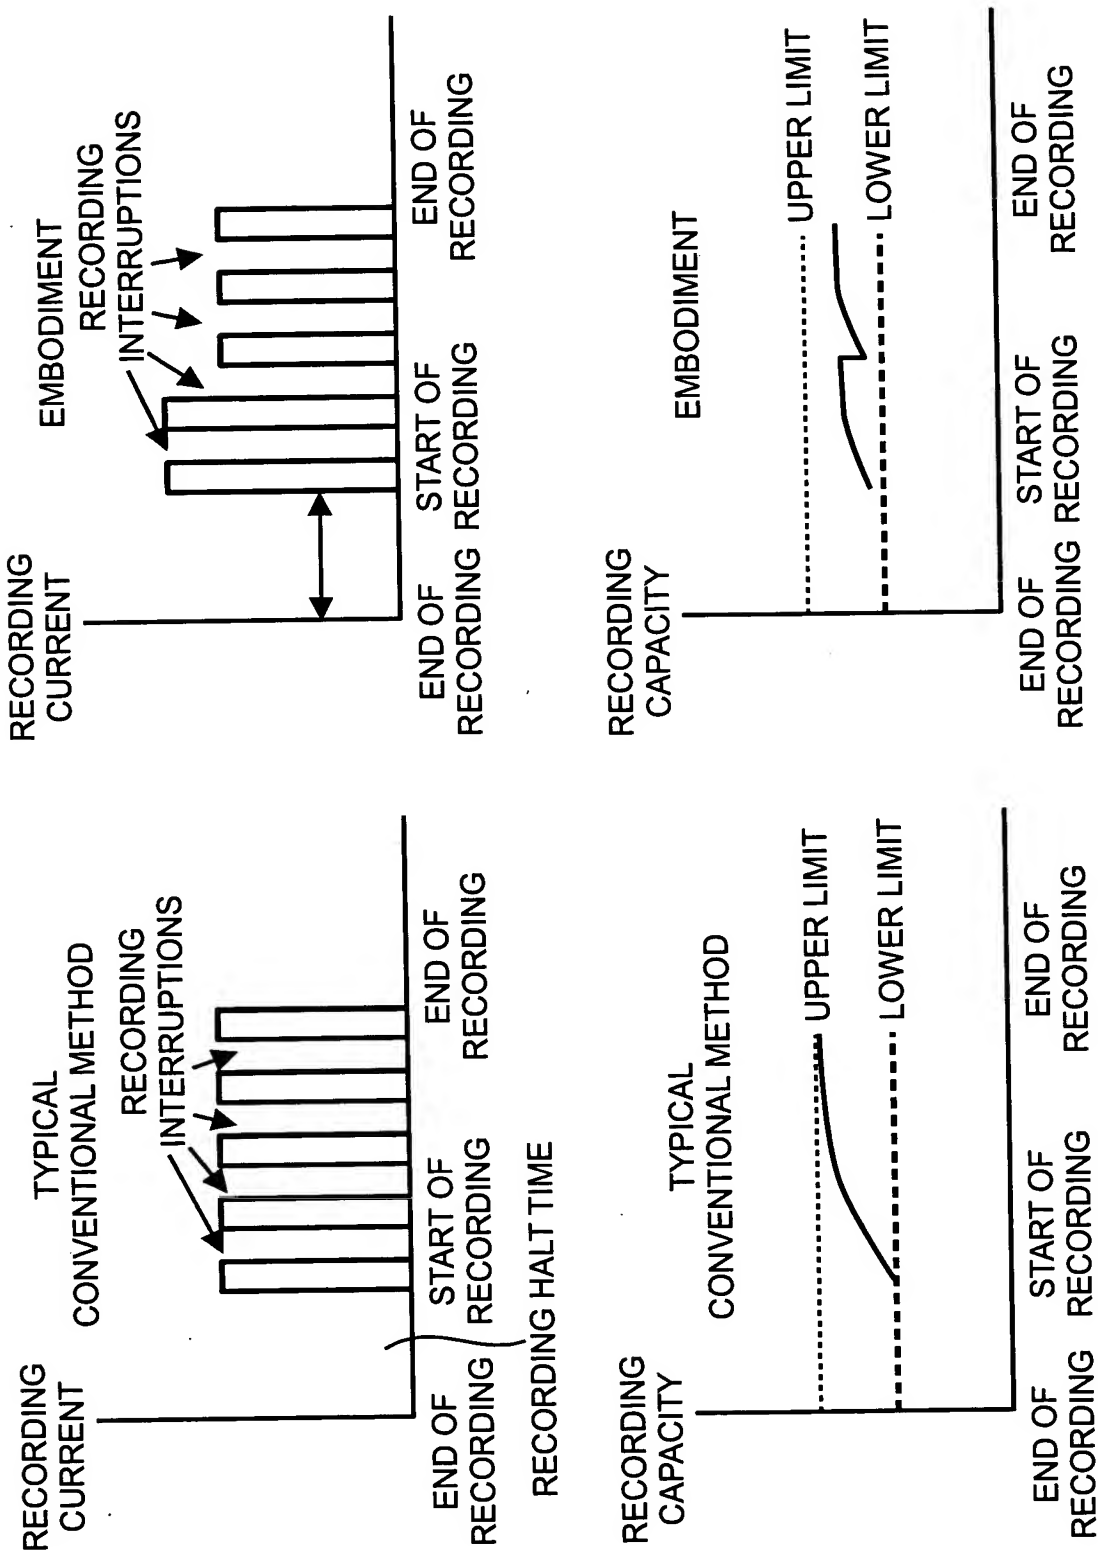 RECORDING
CURRENT
TYPICAL
CONVENTIONAL METHOD
RECORDING
INTERRUPTIONS
END OF
RECORDING
START OF
RECORDING
END OF
RECORDING
RECORDING HALT TIME
RECORDING
CURRENT
EMBODIMENT
RECORDING
INTERRUPTIONS
END OF
RECORDING
START OF
RECORDING
END OF
RECORDING
RECORDING
CAPACITY
TYPICAL
CONVENTIONAL METHOD
UPPER LIMIT
LOWER LIMIT
END OF
RECORDING
START OF
RECORDING
END OF
RECORDING
RECORDING
CAPACITY
EMBODIMENT
UPPER LIMIT
LOWER LIMIT
END OF
RECORDING
START OF
RECORDING
END OF
RECORDING